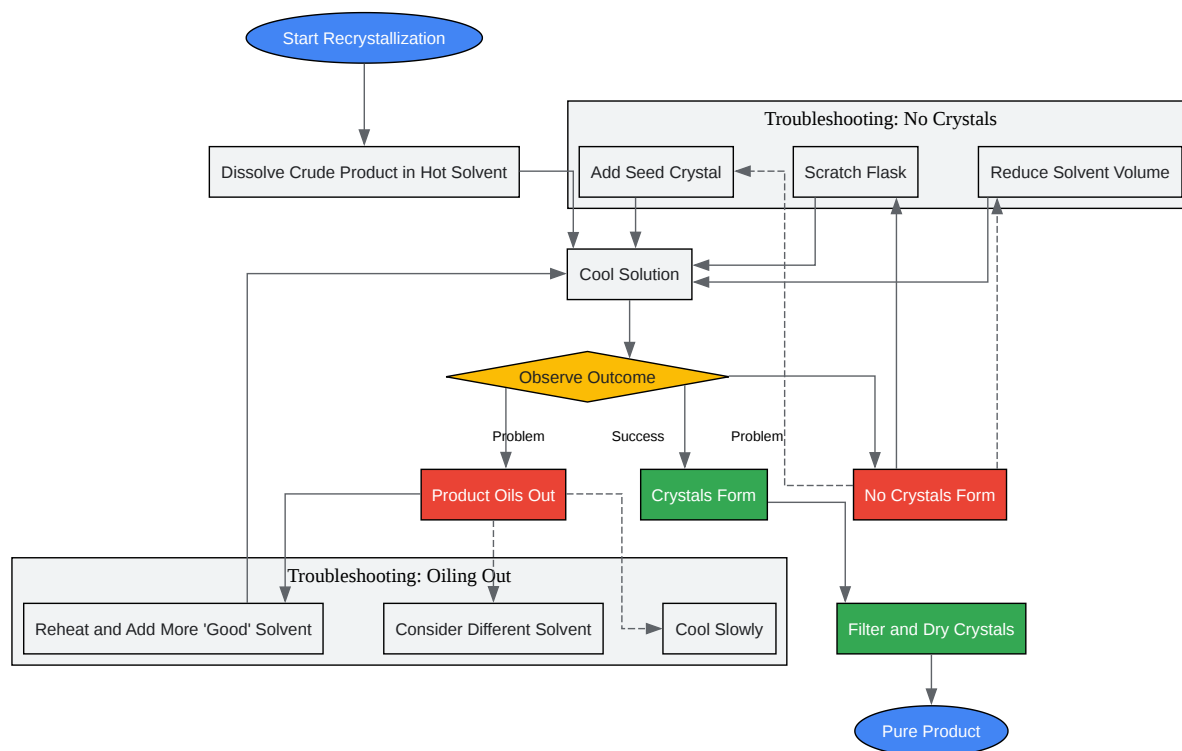 Start Recrystallization
Troubleshooting: No Crystals
Dissolve Crude Product in Hot Solvent
Add Seed Crystal
Scratch Flask
Reduce Solvent Volume
Cool Solution
Observe Outcome
Problem
Success
Problem
Product Oils Out
Crystals Form
No Crystals Form
Troubleshooting: Oiling Out
Reheat and Add More 'Good' Solvent
Consider Different Solvent
Cool Slowly
Filter and Dry Crystals
Pure Product